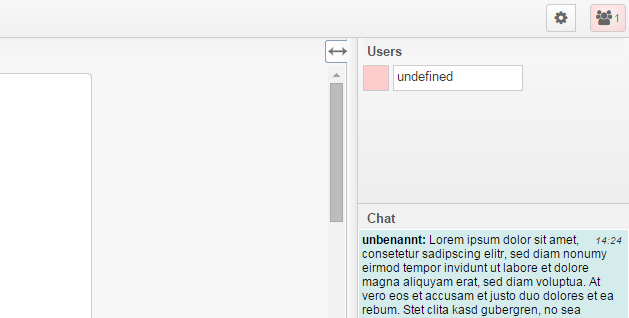 1
Users
undefined
Chat
unbenannt: Lorem ipsum dolor sit amet, 14:24
consetetur sadipscing elitr, sed diam nonumy
eirmod tempor invidunt ut labore et dolore
magna aliquyam erat, sed diam voluptua. At
vero eos et accusam et justo duo dolores et ea
rebum. Stet clita kasd gubergren, no sea